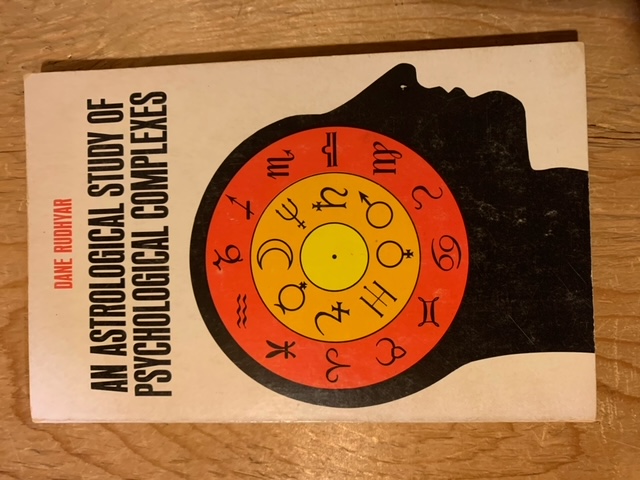 DANE RUDHYAR
AN ASTROLOGICAL STUDY OF
PSYCHOLOGICAL COMPLEXES